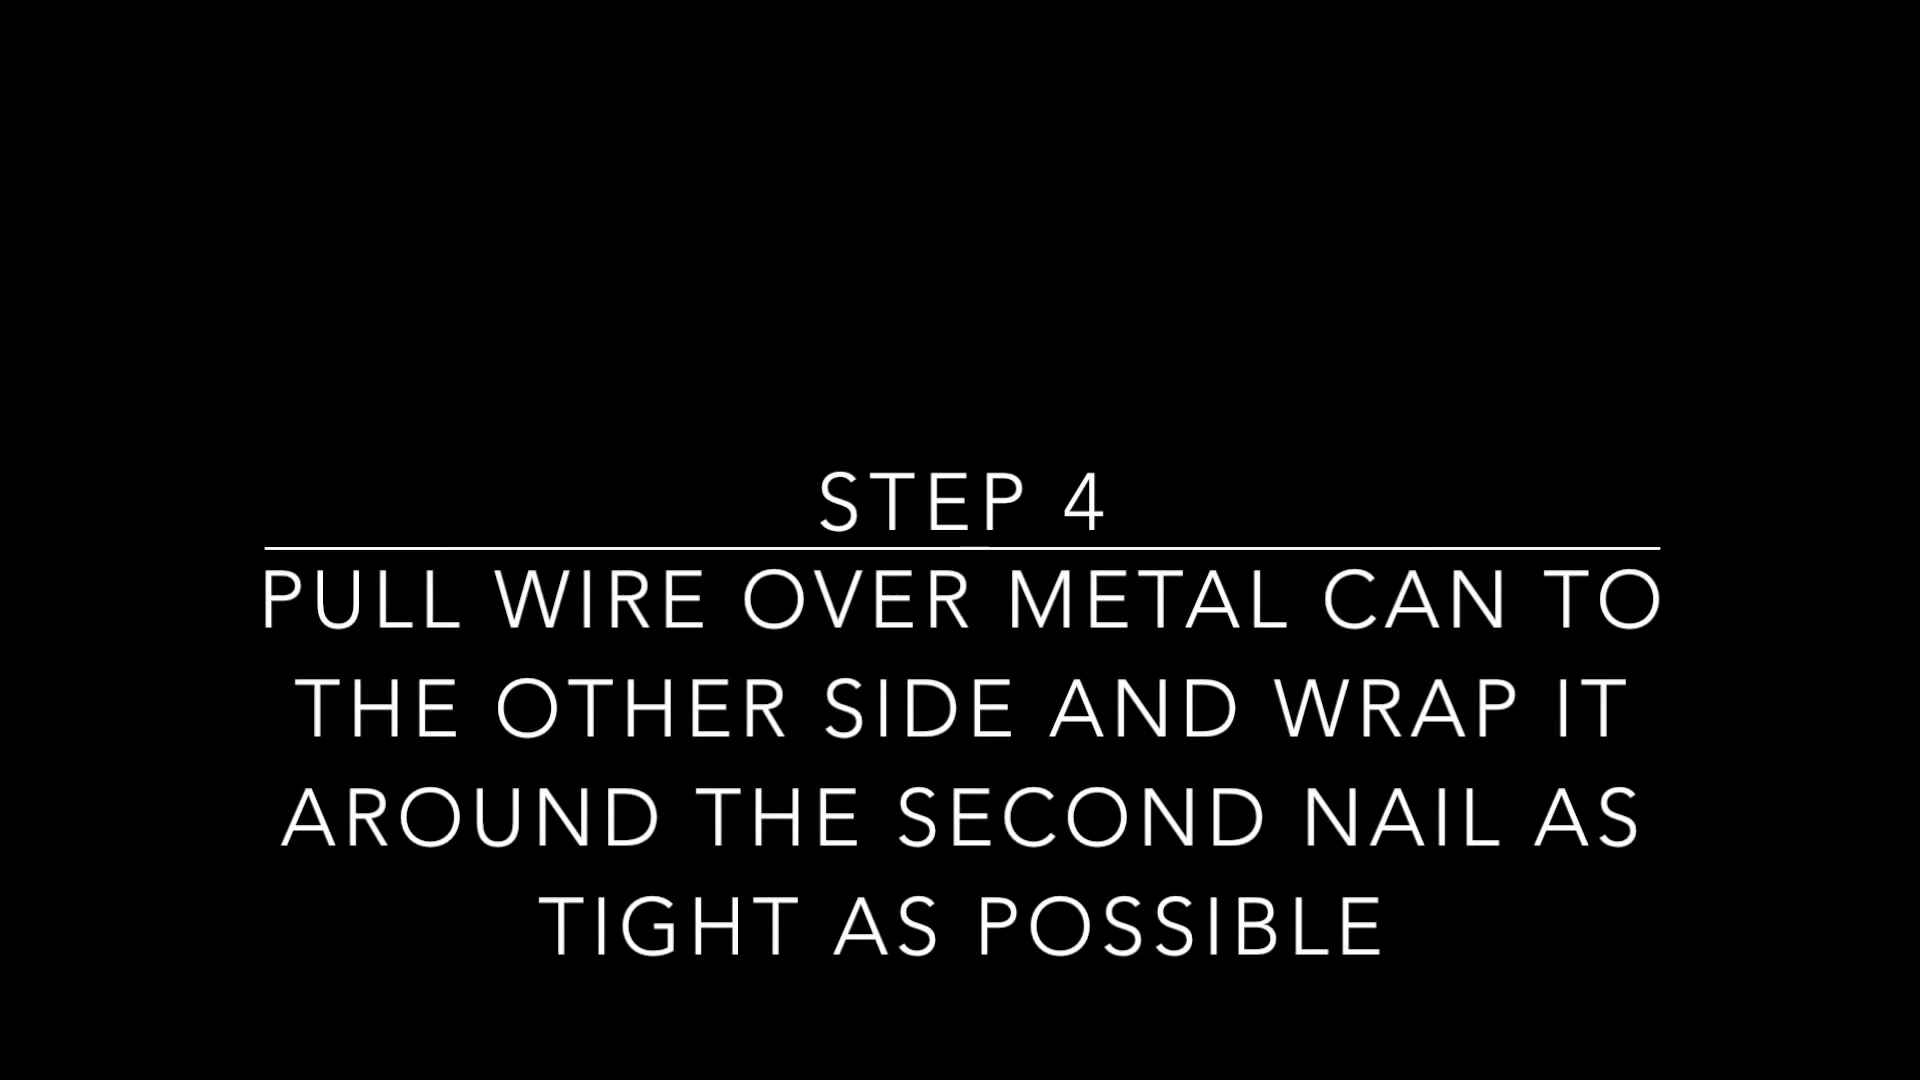 STEP 4
PULL WIRE OVER METAL CAN TO
THE OTHER SIDE AND WRAP IT
AROUND THE SECOND NAIL AS
TIGHT AS POSSIBLE